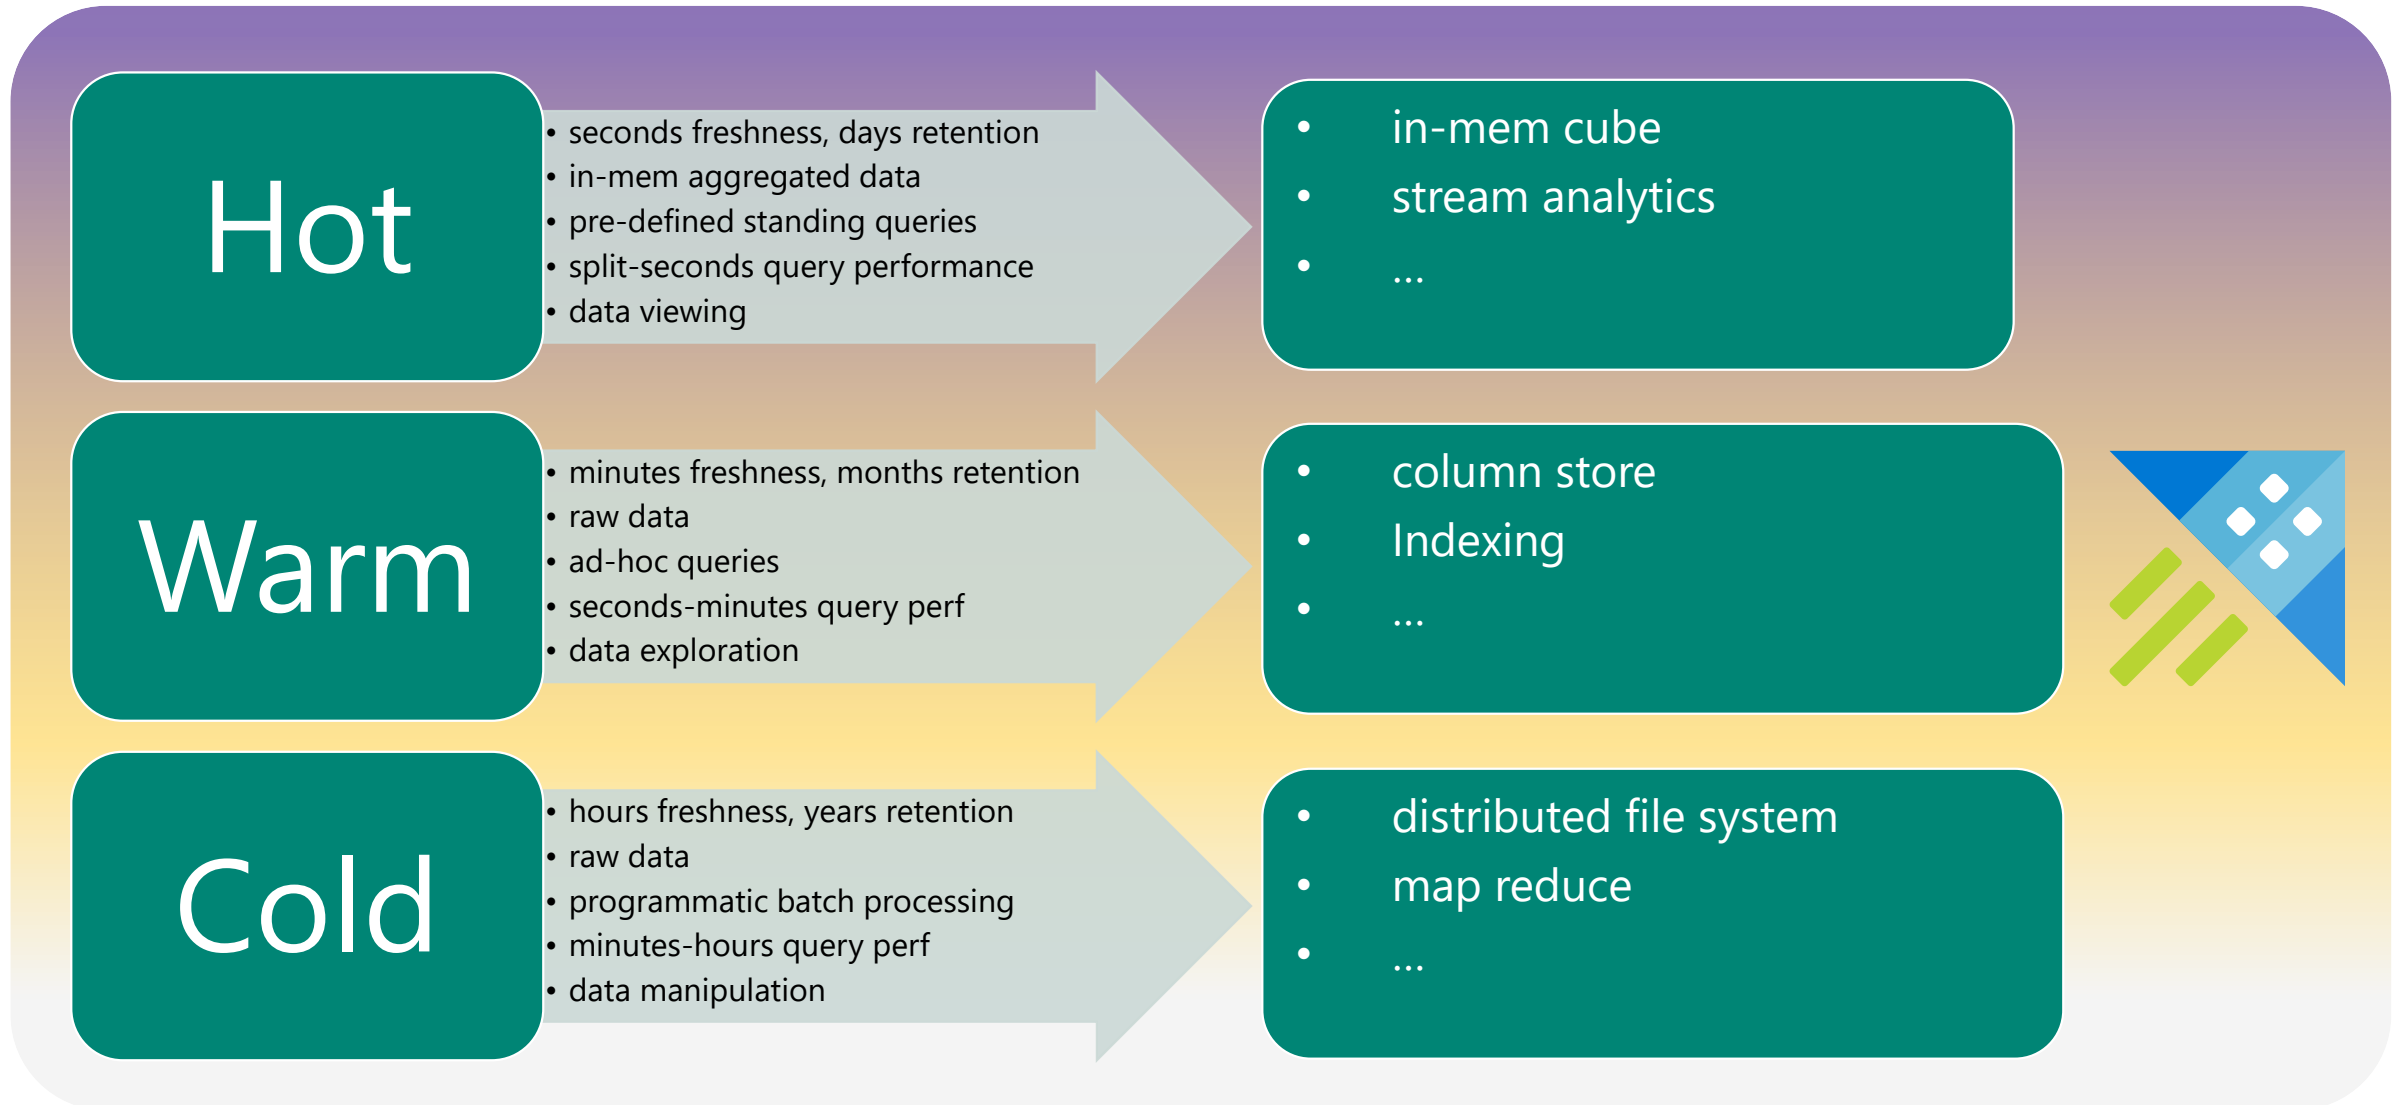 Hot
• seconds freshness, days retention
• in-mem aggregated data
• pre-defined standing queries
• split-seconds query performance
• data viewing
• in-mem cube
• stream analytics
• ...
Warm
• minutes freshness, months retention
• raw data
• ad-hoc queries
• seconds-minutes query perf
• data exploration
• column store
• Indexing
• ...
Cold
• hours freshness, years retention
• raw data
• programmatic batch processing
• minutes-hours query perf
• data manipulation
• distributed file system
• map reduce
• ...